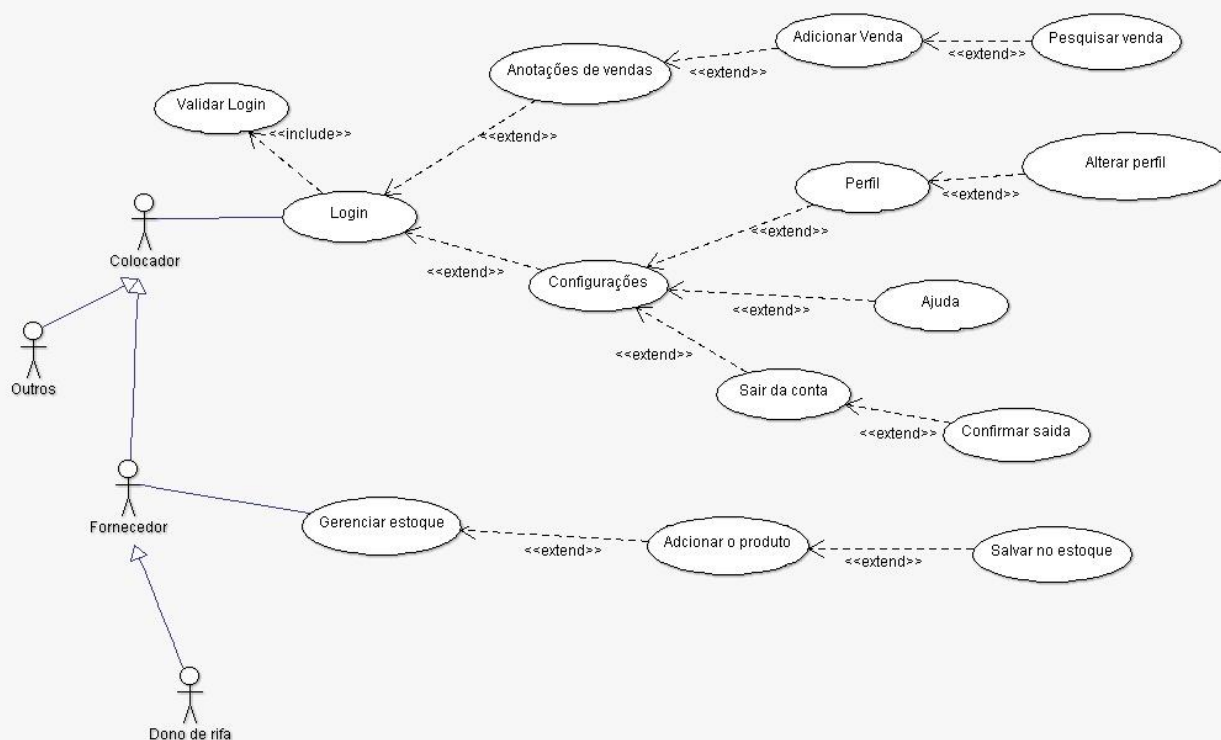 Adicionar Venda
<<extend>>
Pesquisar venda
Anotações de vendas
<<extend>>
Validar Login
<<include>>
<<extend>>
Alterar perfil
Perfil
<<extend>>
Login
<<extend>>
Colocador
<<extend>>
Configurações
Ajuda
<<extend>>
Outros
<<extend>>
Sair da conta
<<extend>>
Confirmar saida
Fornecedor
Gerenciar estoque
<<extend>>
Adcionar o produto
<<extend>>
Salvar no estoque
Dono de rifa